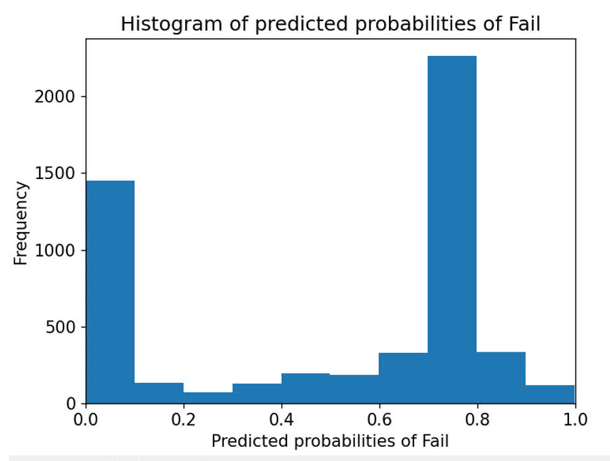 Histogram of predicted probabilities of Fail
2000
1500
1000
500
0
Frequency
0.0 0.2 0.4 0.6 0.8 1.0
Predicted probabilities of Fail